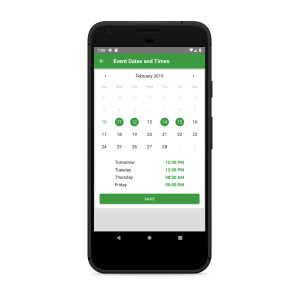 7:00
Event Dates and Times
February 2019
Sun Mon Tue Wed Thu Fri Sat
10 11 12 13 14 15 16
17 18 19 20 21 22 23
24 25 26 27 28
Tomorrow 12:00 PM
Tuesday 12:00 PM
Thursday 08:30 AM
Friday 05:00 PM
SAVE